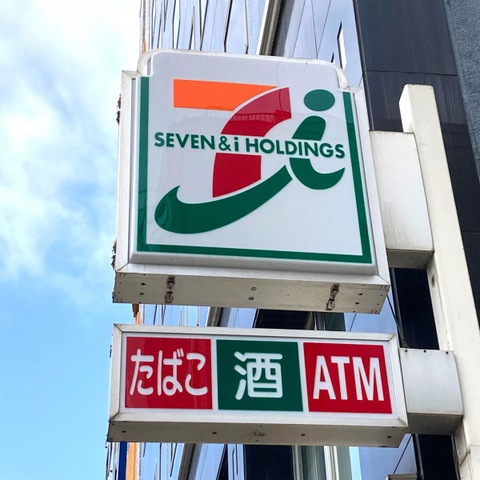 SEVEN&i HOLDINGS
たばこ 酒 ATM